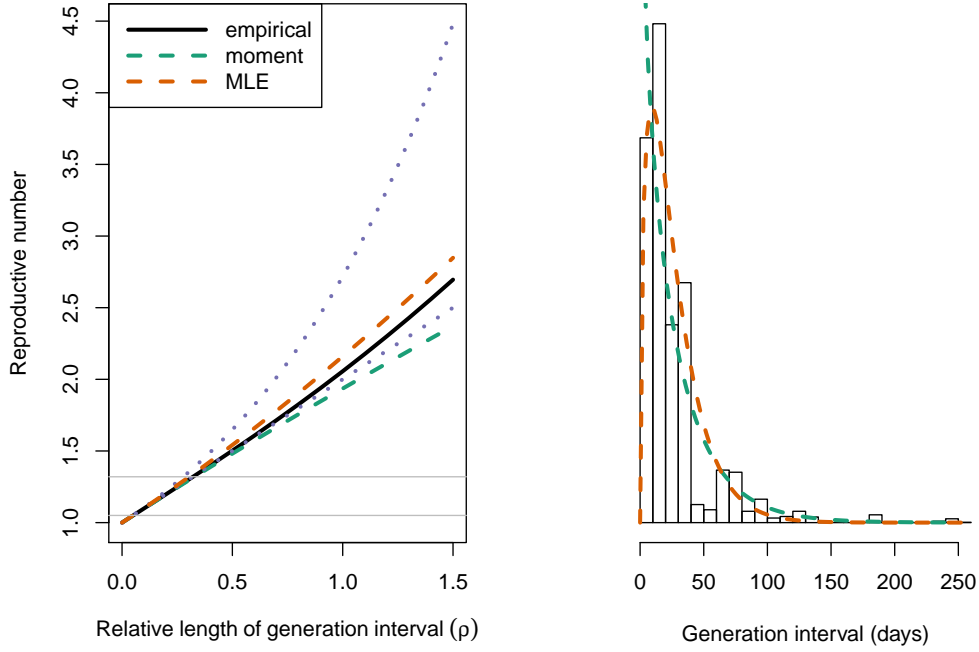 empirical
moment
MLE
Reproductive number
4.5
4.0
3.5
3.0
2.5
2.0
1.5
1.0
0.0 0.5 1.0 1.5
Relative length of generation interval (ρ)
0 50 100 150 200 250
Generation interval (days)